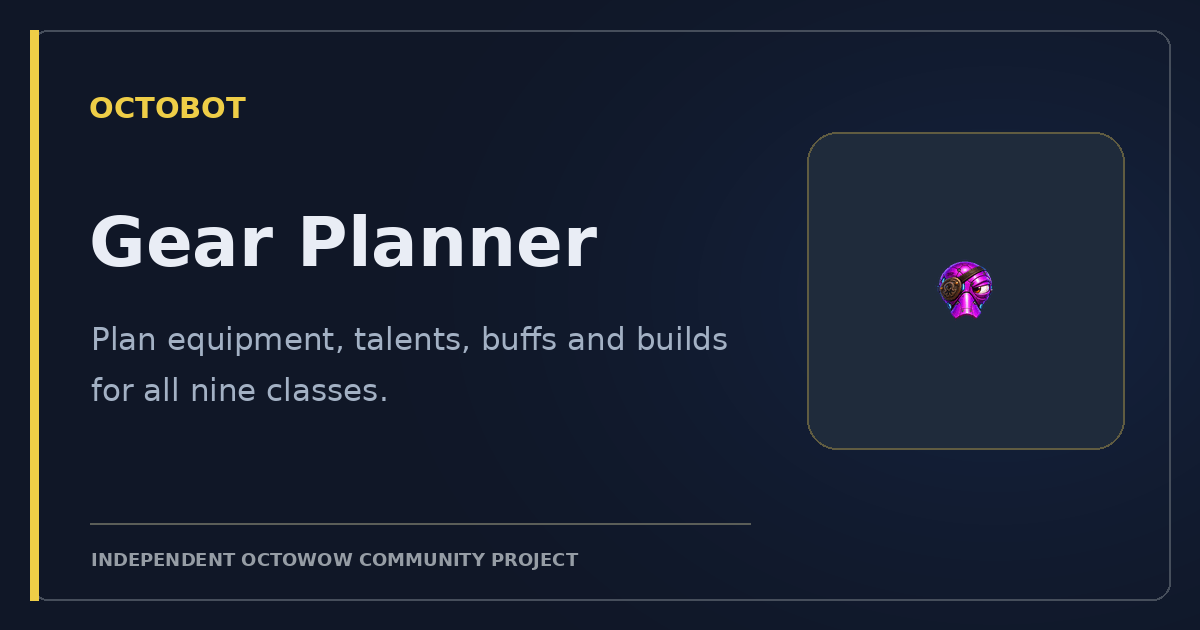 OCTOBOT
Gear Planner
Plan equipment, talents, buffs and builds
for all nine classes.
INDEPENDENT OCTOWOW COMMUNITY PROJECT